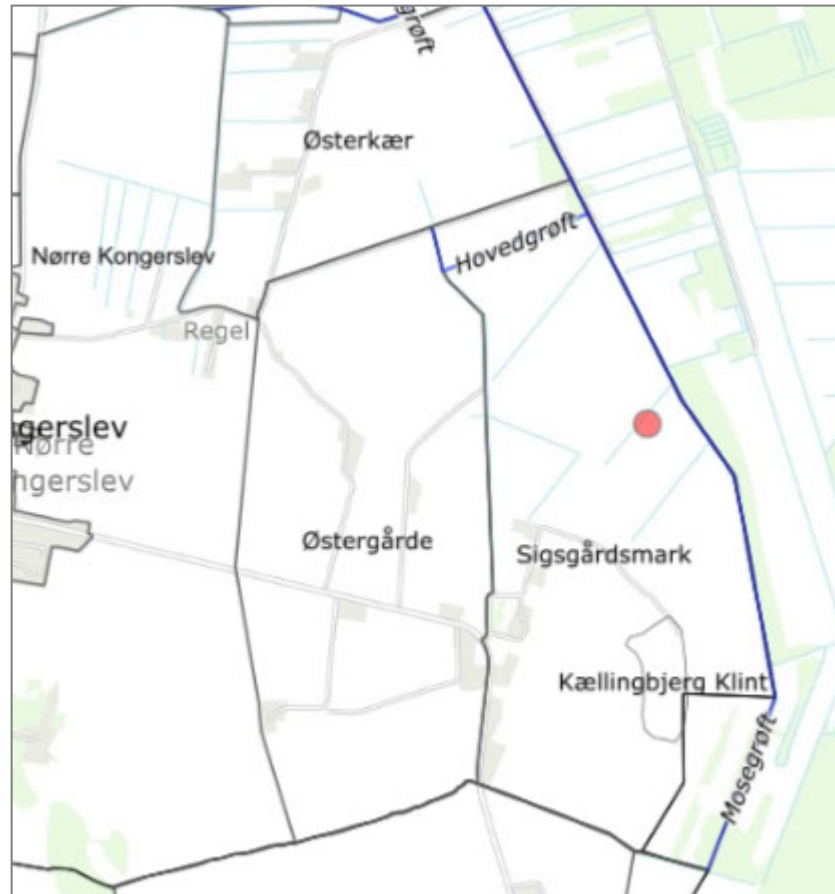 grøft
Østerkær
Hovedgrøft
Nørre Kongerslev
Regel
gerslev
Nørre
ngerslev
Østergårde
Sigsgårdsmark
Kællingbjerg Klint
Mosegrøft